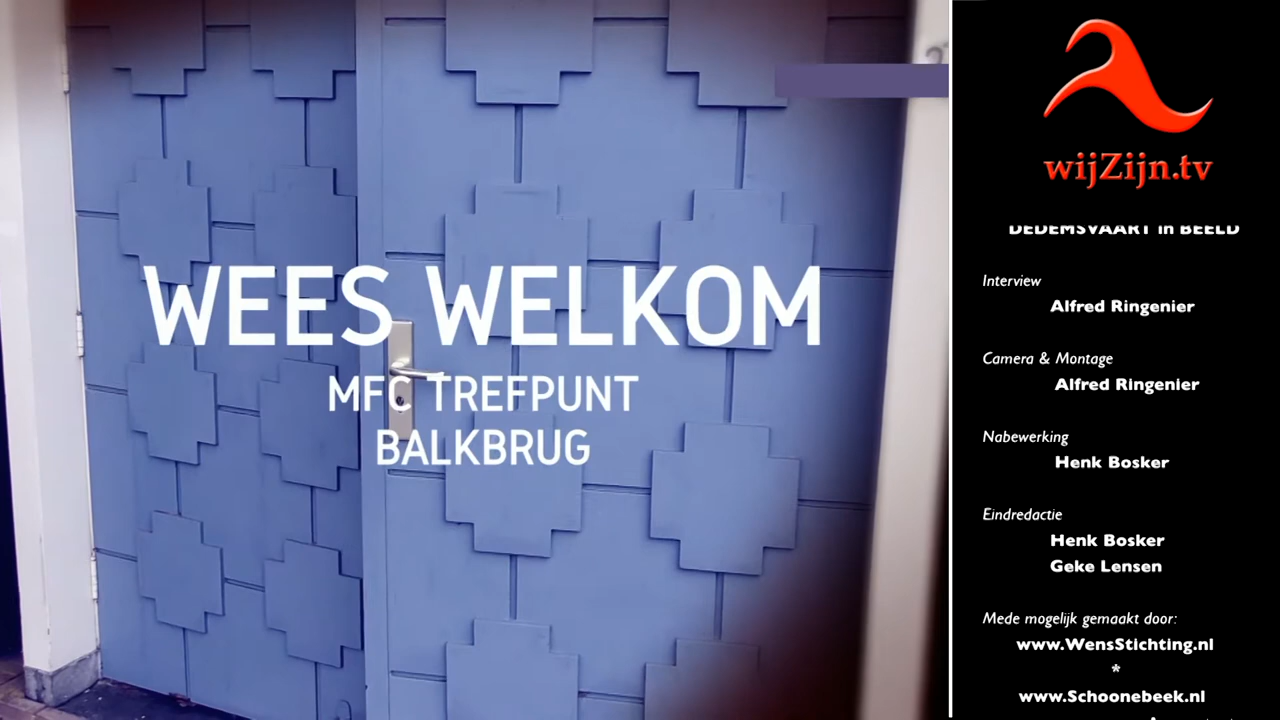 WEES WELKOM
MFC TREFPUNT
BALKBRUG
wijZijn.tv
DEDEMSVAART in BEELD
Interview
Alfred Ringenier
Camera & Montage
Alfred Ringenier
Nabewerking
Henk Bosker
Eindredactie
Henk Bosker
Geke Lensen
Mede mogelijk gemaakt door:
www.WensStichting.nl
*
www.Schoonebeek.nl